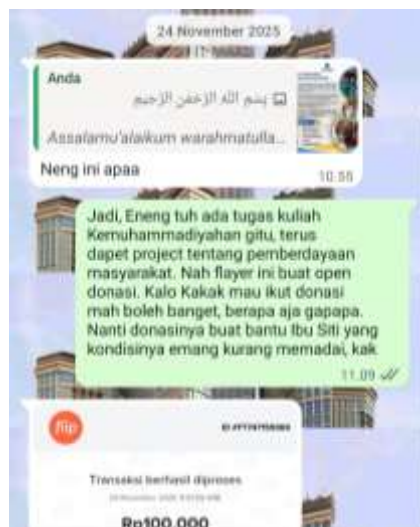 24 November 2025
Anda
بسم الله الرحمن الرحيم
Assalamu'alaikum warahmatulla...
Neng ini apaa
10.55
Jadi, Eneng tuh ada tugas kuliah
Kemuhammadiyahan gitu, terus
dapet project tentang pemberdayaan
masyarakat. Nah flayer ini buat open
donasi. Kalo Kakak mau ikut donasi
mah boleh banget, berapa aja gapapa.
Nanti donasinya buat bantu Ibu Siti yang
kondisinya emang kurang memadai, kak
11.09
flip
Transaksi berhasil diproses
Rp100.000